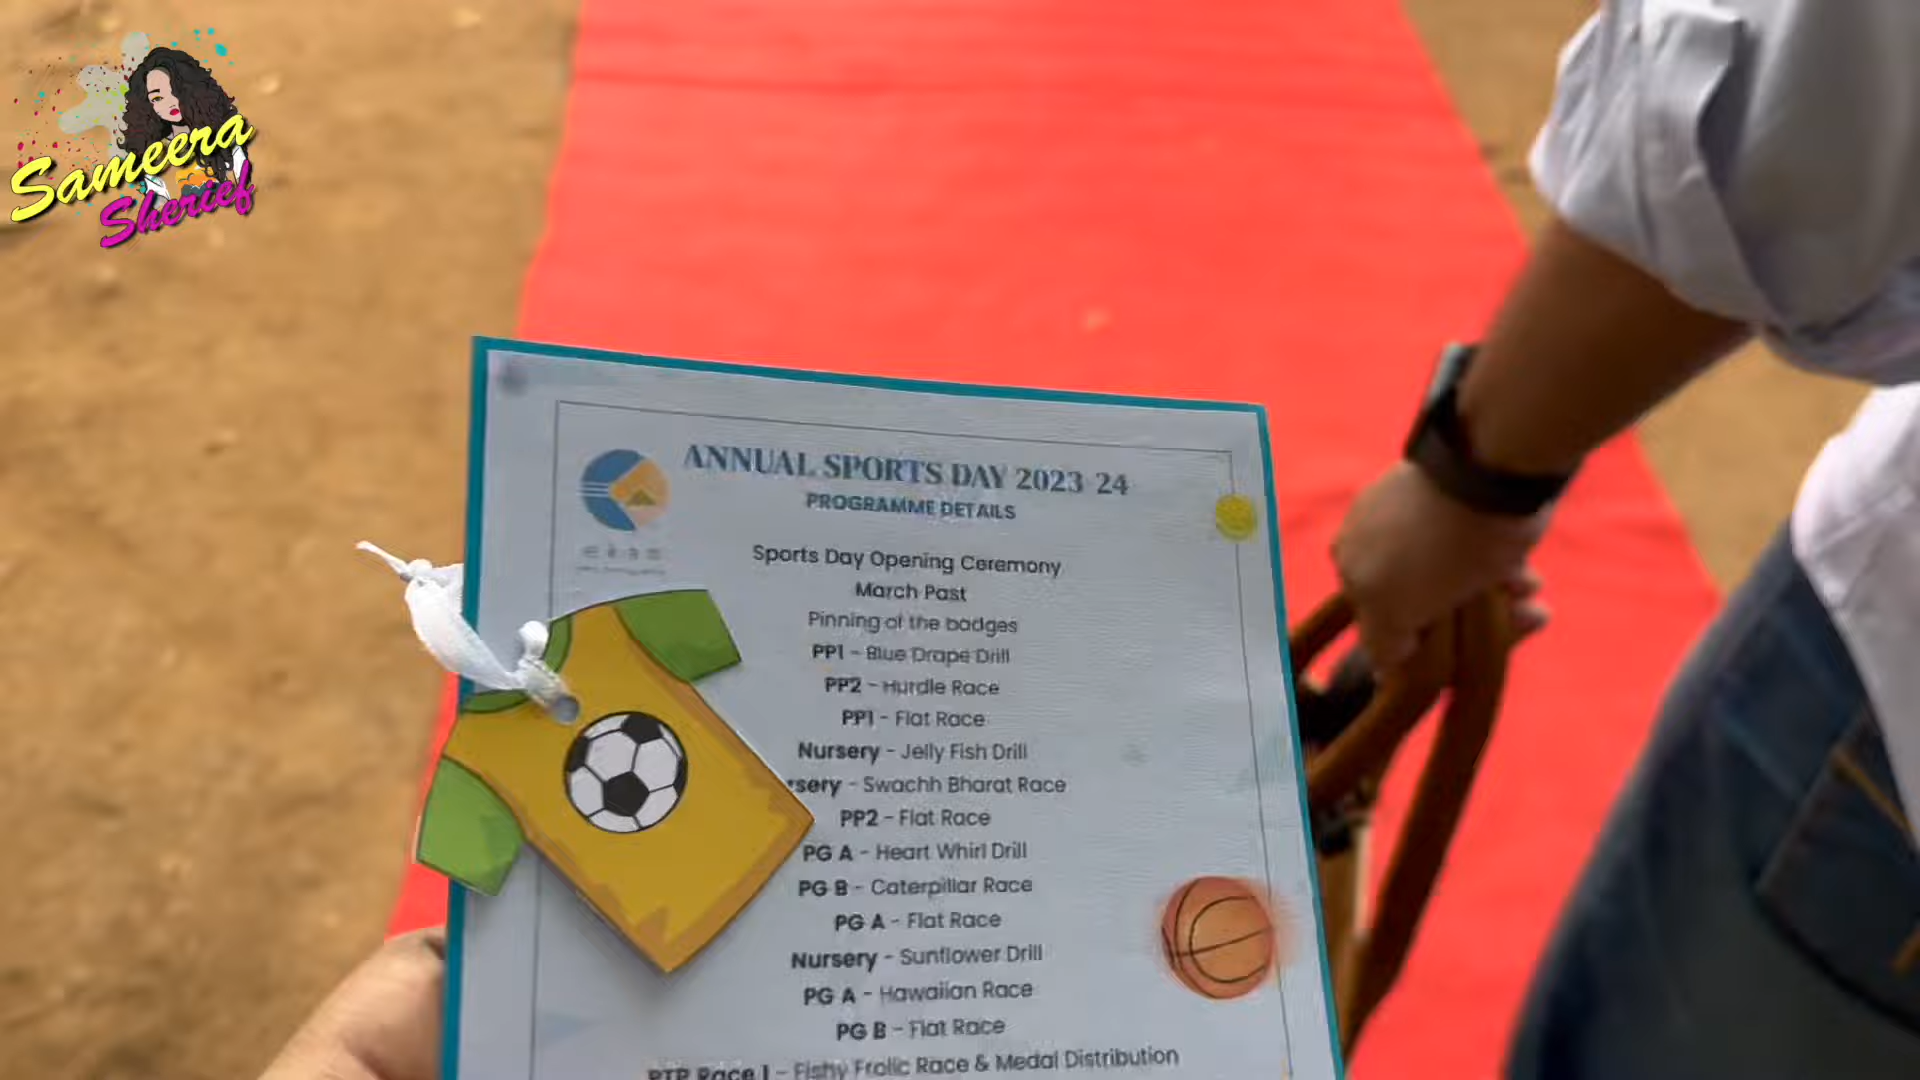 Sameera
Sherief
ANNUAL SPORTS DAY 2023 24
PROGRAMME DETAILS
Sports Day Opening Ceremony
March Past
Pinning of the badges
PP1 - Blue Drape Drill
PP2 - Hurdle Race
PP1 - Flat Race
Nursery - Jelly Fish Drill
rsery - Swachh Bharat Race
PP2 - Flat Race
PG A - Heart Whirl Drill
PG B - Caterpillar Race
PG A - Flat Race
Nursery - Sunflower Drill
PG A - Hawaiian Race
PG B - Flat Race
PTP Race 1 - Fishy Frolic Race & Medal Distribution